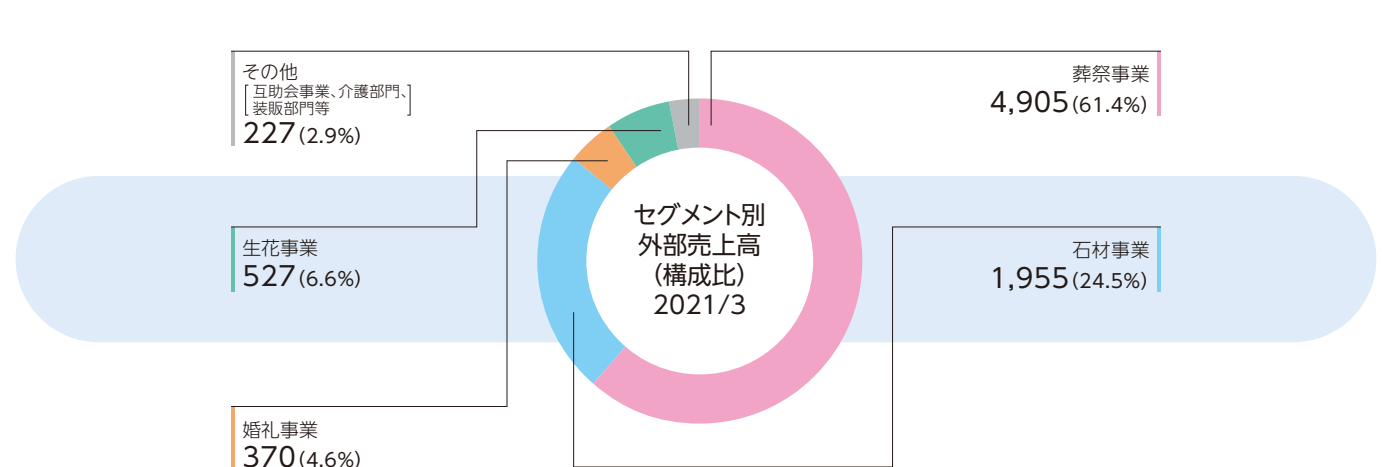 その他
[互助会事業、介護部門、
装販部門等]
227(2.9%)
葬祭事業
4,905(61.4%)
セグメント別
外部売上高
(構成比)
2021/3
生花事業
527(6.6%)
石材事業
1,955(24.5%)
婚礼事業
370(4.6%)